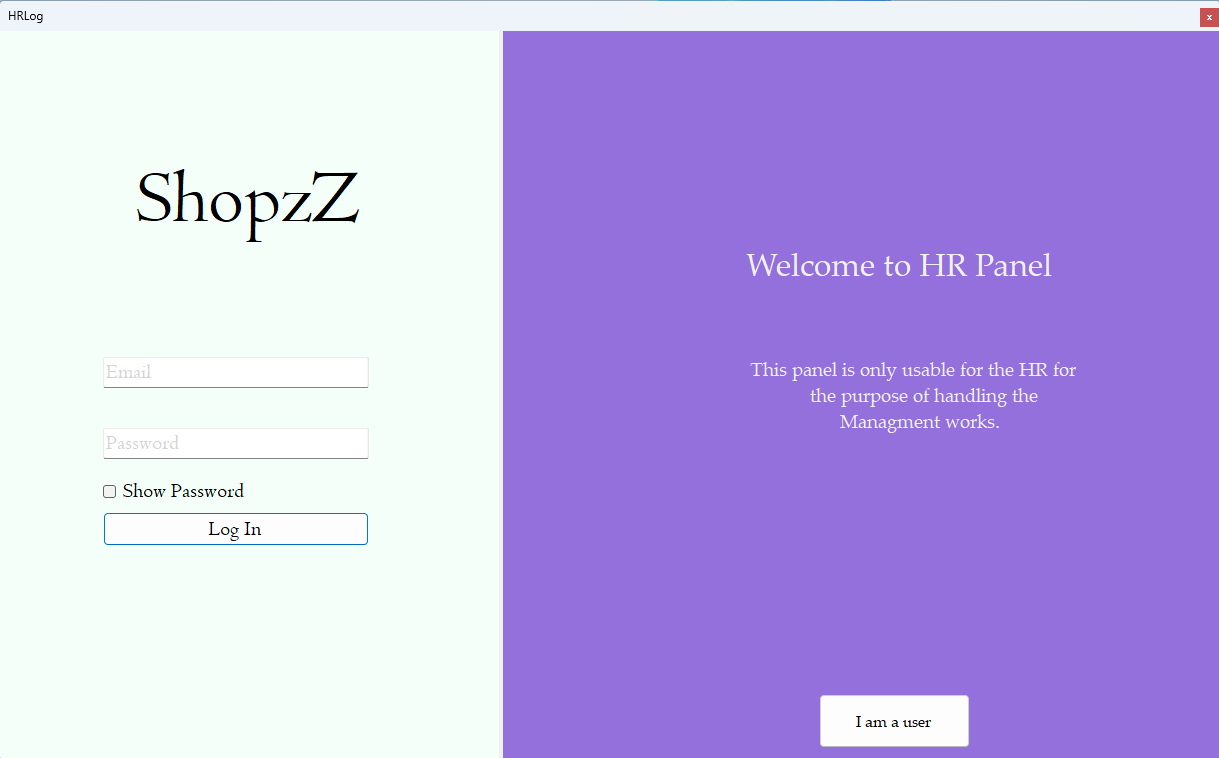 HRLog
x
ShopzZ
Email
Password
Show Password
Log In
Welcome to HR Panel
This panel is only usable for the HR for
the purpose of handling the
Managment works.
I am a user